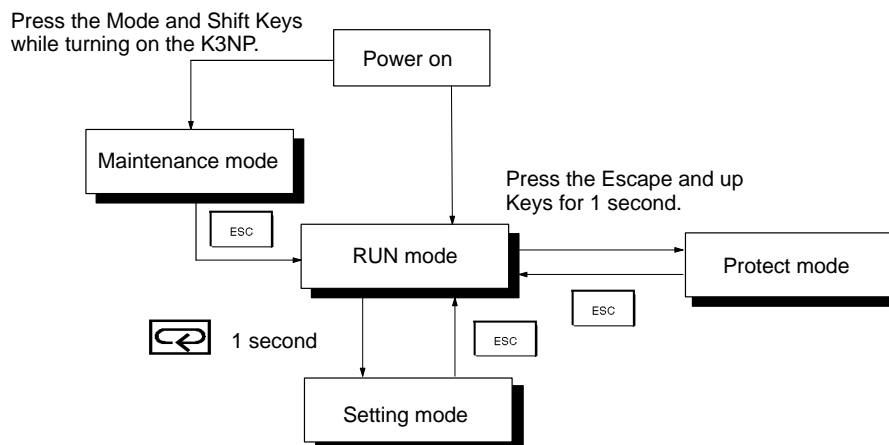 Press the Mode and Shift Keys
while turning on the K3NP.
Power on
Maintenance mode
Press the Escape and up
Keys for 1 second.
ESC
RUN mode
Protect mode
ESC
1 second
ESC
Setting mode